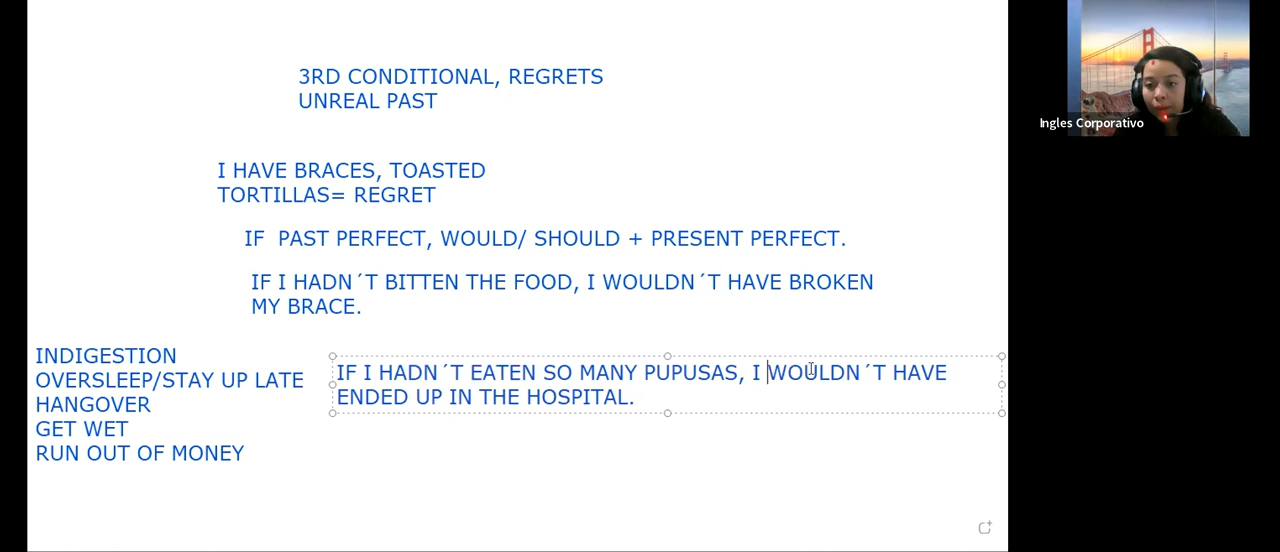 3RD CONDITIONAL, REGRETS
UNREAL PAST
Ingles Corporativo
I HAVE BRACES, TOASTED
TORTILLAS= REGRET
IF  PAST PERFECT, WOULD/ SHOULD + PRESENT PERFECT.
IF I HADN´T BITTEN THE FOOD, I WOULDN´T HAVE BROKEN
MY BRACE.
INDIGESTION
OVERSLEEP/STAY UP LATE
HANGOVER
GET WET
RUN OUT OF MONEY
IF I HADN´T EATEN SO MANY PUPUSAS, I WOULDN´T HAVE
ENDED UP IN THE HOSPITAL.